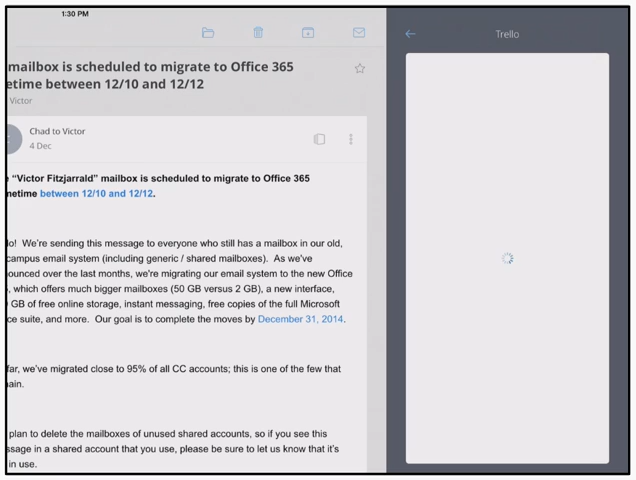 1:30 PM
Trello
mailbox is scheduled to migrate to Office 365
etime between 12/10 and 12/12
Victor
Chad to Victor
4 Dec
"Victor Fitzjarrald" mailbox is scheduled to migrate to Office 365
netime between 12/10 and 12/12.
lo! We're sending this message to everyone who still has a mailbox in our old,
campus email system (including generic / shared mailboxes). As we've
ounced over the last months, we're migrating our email system to the new Office
, which offers much bigger mailboxes (50 GB versus 2 GB), a new interface,
GB of free online storage, instant messaging, free copies of the full Microsoft
ce suite, and more. Our goal is to complete the moves by December 31, 2014.
far, we've migrated close to 95% of all CC accounts; this is one of the few that
ain.
plan to delete the mailboxes of unused shared accounts, so if you see this
ssage in a shared account that you use, please be sure to let us know that it's
in use.